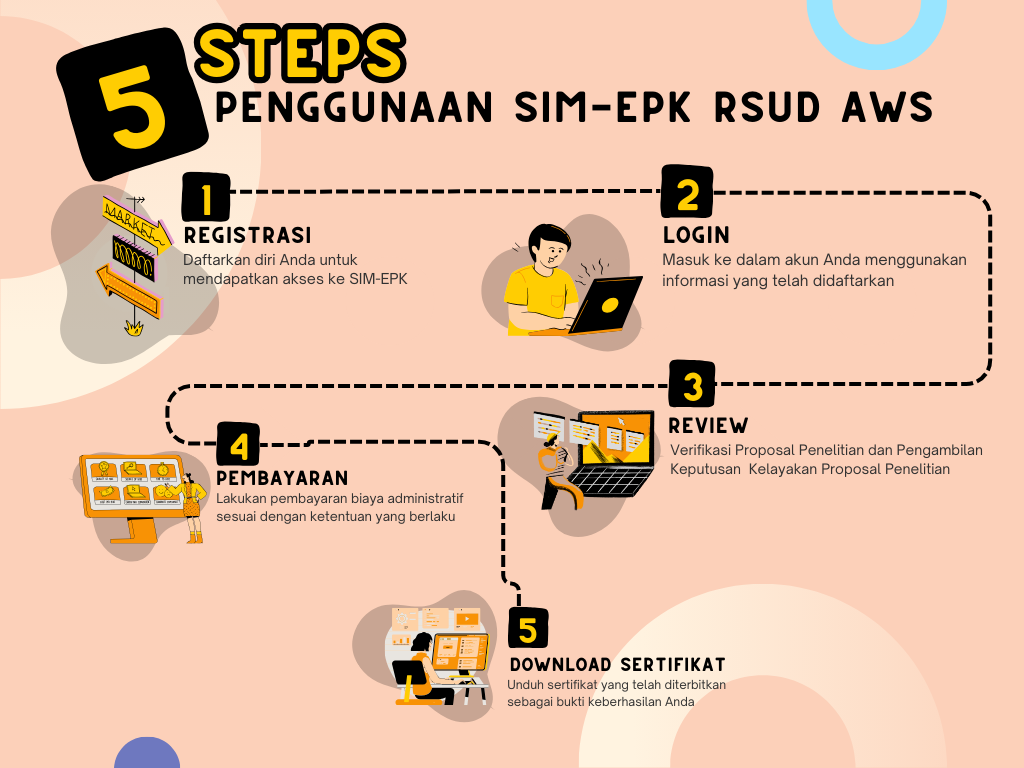 5
STEPS
PENGGUNAAN SIM-EPK RSUD AWS
1
REGISTRASI
Daftarkan diri Anda untuk
mendapatkan akses ke SIM-EPK
MARKET
2
LOGIN
Masuk ke dalam akun Anda menggunakan
informasi yang telah didaftarkan
3
REVIEW
Verifikasi Proposal Penelitian dan Pengambilan
Keputusan Kelayakan Proposal Penelitian
4
PEMBAYARAN
Lakukan pembayaran biaya administratif
sesuai dengan ketentuan yang berlaku
5
DOWNLOAD SERTIFIKAT
Unduh sertifikat yang telah diterbitkan
sebagai bukti keberhasilan Anda